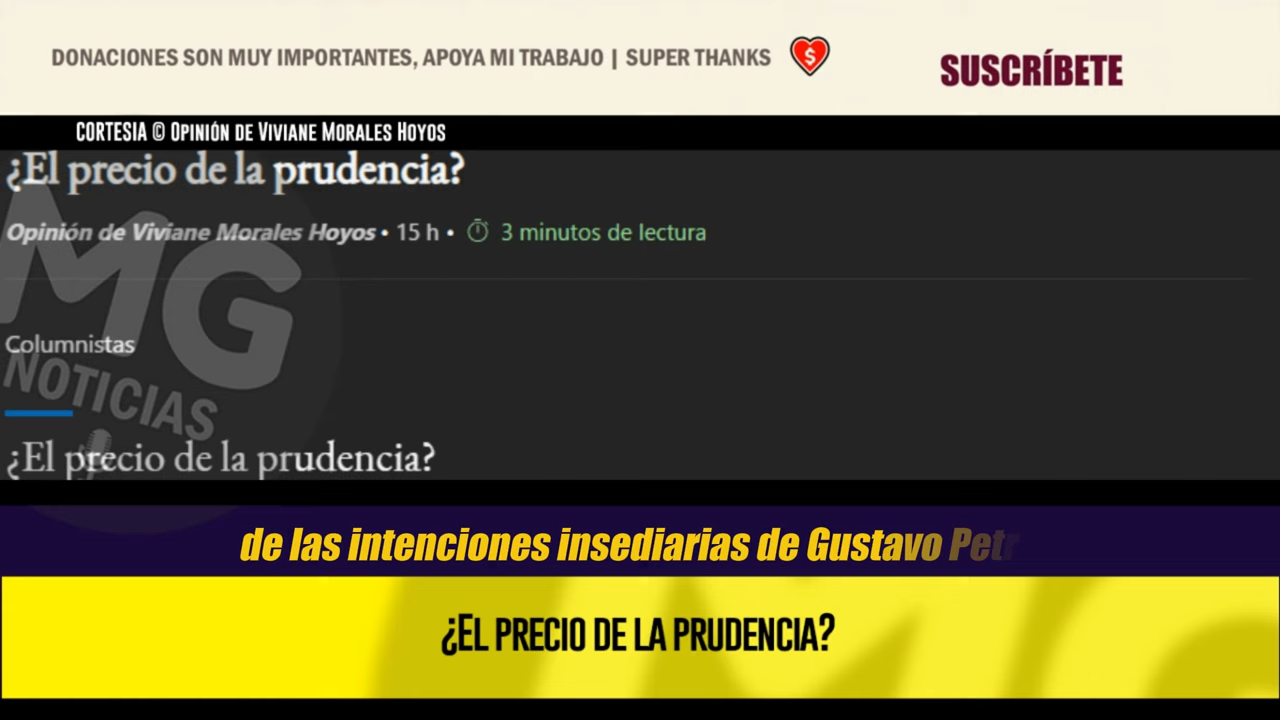 DONACIONES SON MUY IMPORTANTES, APOYA MI TRABAJO | SUPER THANKS
SUSCRÍBETE
CORTESIA © OPINIÓN DE VIVIANE MORALES HOYOS
¿El precio de la prudencia?
Opinión de Viviane Morales Hoyos • 15 h • 3 minutos de lectura
MG
NOTICIAS
Columnistas
¿El precio de la prudencia?
de las intenciones insediarias de Gustavo Petr
¿EL PRECIO DE LA PRUDENCIA?